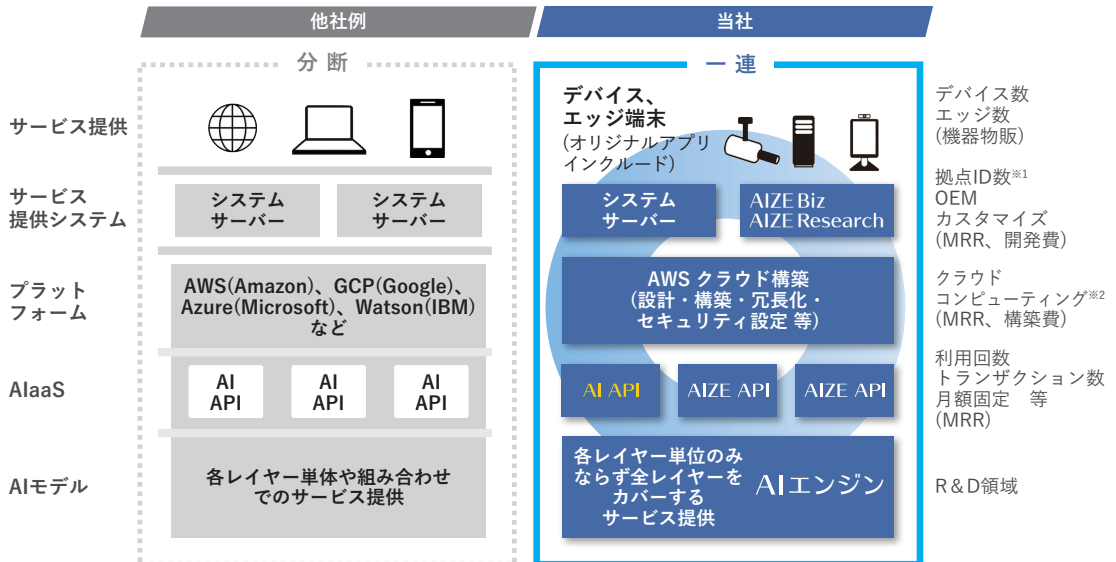 他社例
当社
分断
一連
サービス提供
デバイス、
エッジ端末
(オリジナルアプリ
インクルード)
デバイス数
エッジ数
(機器物販)
サービス
提供システム
システム
サーバー
システム
サーバー
システム
サーバー
AIZE Biz
AIZE Research
拠点ID数※1
OEM
カスタマイズ
(MRR、開発費)
プラット
フォーム
AWS(Amazon)、GCP(Google)、
Azure(Microsoft)、Watson(IBM)
など
AWS クラウド構築
(設計・構築・冗長化・
セキュリティ設定 等)
クラウド
コンピューティング※2
(MRR、構築費)
AIaaS
AI
API
AI
API
AI
API
AI API
AIZE API
AIZE API
利用回数
トランザクション数
月額固定 等
(MRR)
AIモデル
各レイヤー単体や組み合わせ
でのサービス提供
各レイヤー単位のみ
ならず全レイヤーを
カバーする
サービス提供
AIエンジン
R&D領域